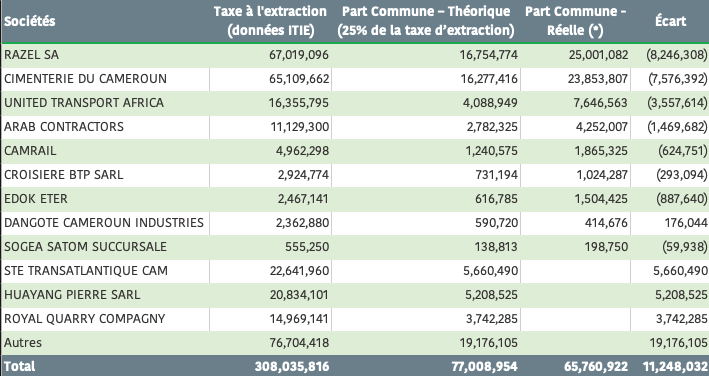 Sociétés Taxe à l'extraction (données ITIE) Part Commune – Théorique (25% de la taxe d’extraction) Part Commune - Réelle (*) Écart
RAZEL SA 67,019,096 16,754,774 25,001,082 (8,246,308)
CIMENTERIE DU CAMEROUN 65,109,662 16,277,416 23,853,807 (7,576,392)
UNITED TRANSPORT AFRICA 16,355,795 4,088,949 7,646,563 (3,557,614)
ARAB CONTRACTORS 11,129,300 2,782,325 4,252,007 (1,469,682)
CAMRAIL 4,962,298 1,240,575 1,865,325 (624,751)
CROISIERE BTP SARL 2,924,774 731,194 1,024,287 (293,094)
EDOK ETER 2,467,141 616,785 1,504,425 (887,640)
DANGOTE CAMEROUN INDUSTRIES 2,362,880 590,720 414,676 176,044
SOGEA SATOM SUCCURSALE 555,250 138,813 198,750 (59,938)
STE TRANSATLANTIQUE CAM 22,641,960 5,660,490 5,660,490
HUAYANG PIERRE SARL 20,834,101 5,208,525 5,208,525
ROYAL QUARRY COMPAGNY 14,969,141 3,742,285 3,742,285
Autres 76,704,418 19,176,105 19,176,105
Total 308,035,816 77,008,954 65,760,922 11,248,032